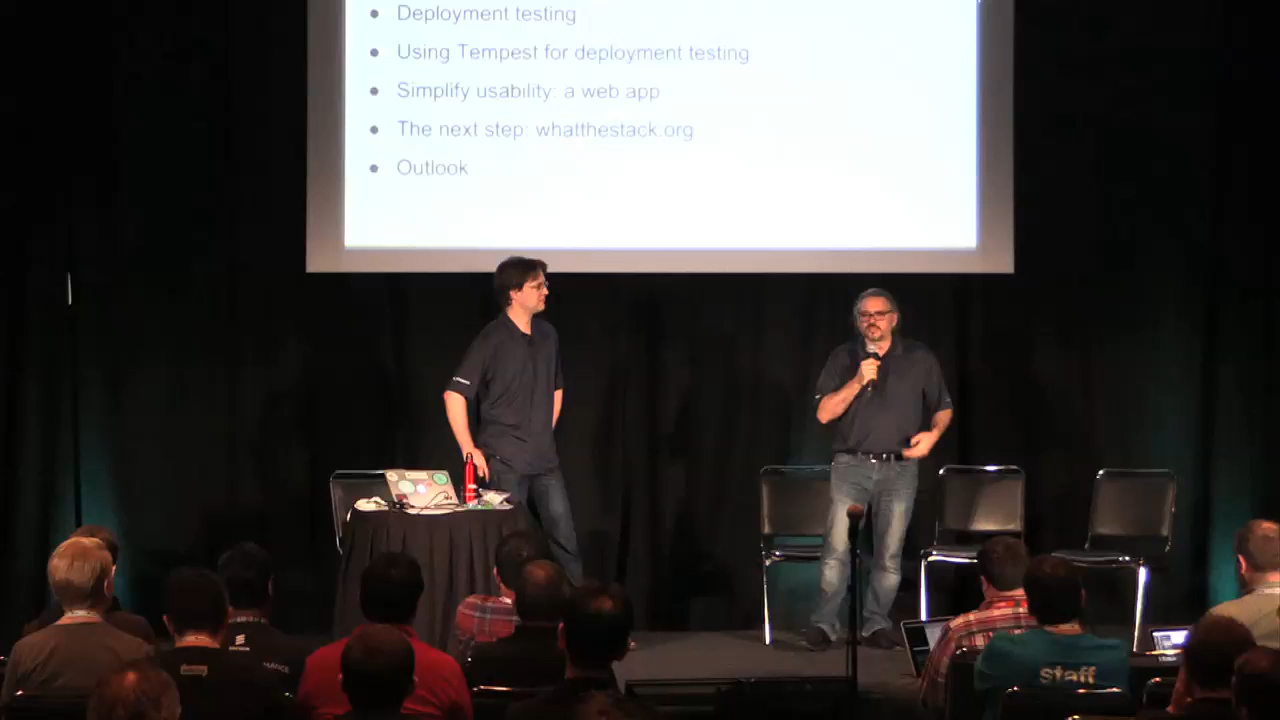 Deployment testing
Using Tempest for deployment testing
Simplify usability: a web app
The next step: whatthestack.org
Outlook
staff